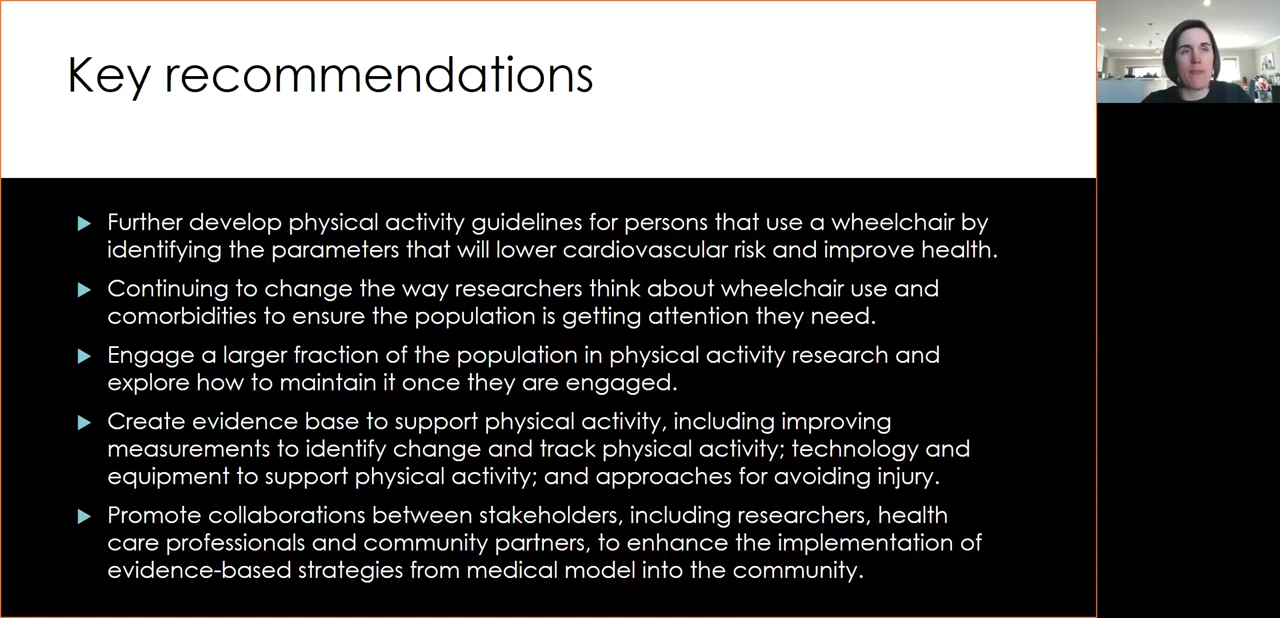 Key recommendations
Further develop physical activity guidelines for persons that use a wheelchair by
identifying the parameters that will lower cardiovascular risk and improve health.
Continuing to change the way researchers think about wheelchair use and
comorbidities to ensure the population is getting attention they need.
Engage a larger fraction of the population in physical activity research and
explore how to maintain it once they are engaged.
Create evidence base to support physical activity, including improving
measurements to identify change and track physical activity; technology and
equipment to support physical activity; and approaches for avoiding injury.
Promote collaborations between stakeholders, including researchers, health
care professionals and community partners, to enhance the implementation of
evidence-based strategies from medical model into the community.